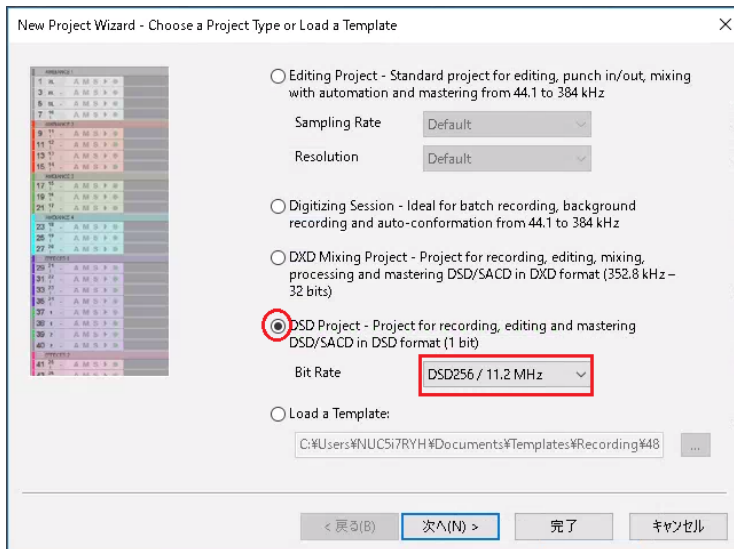 New Project Wizard - Choose a Project Type or Load a Template
Editing Project - Standard project for editing, punch in/out, mixing
with automation and mastering from 44.1 to 384 kHz
Sampling Rate
Default
Resolution
Default
Digitizing Session - Ideal for batch recording, background
recording and auto-conformation from 44.1 to 384 kHz
DXD Mixing Project - Project for recording, editing, mixing,
processing and mastering DSD/SACD in DXD format (352.8 kHz –
32 bits)
DSD Project - Project for recording, editing and mastering
DSD/SACD in DSD format (1 bit)
Bit Rate
DSD256 / 11.2 MHz
Load a Template:
C:¥Users¥NUC5i7RYH¥Documents¥Templates¥Recording¥48
...
< 戻る(B)
次へ(N) >
完了
キャンセル